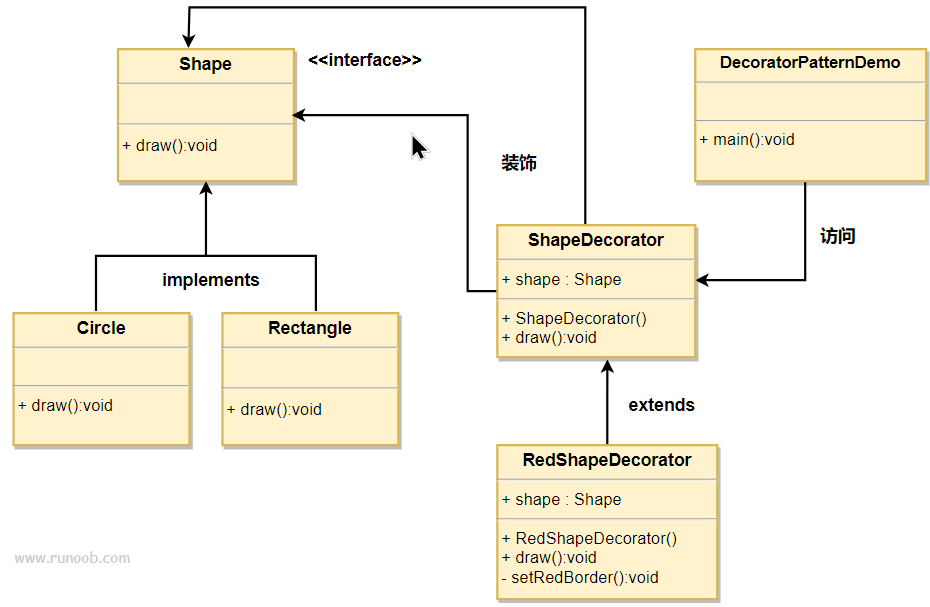 Shape
<<interface>>
+ draw():void
DecoratorPatternDemo
+ main():void
装饰
访问
ShapeDecorator
+ shape : Shape
+ ShapeDecorator()
+ draw():void
implements
Circle
+ draw():void
Rectangle
+ draw():void
extends
RedShapeDecorator
+ shape : Shape
+ RedShapeDecorator()
+ draw():void
- setRedBorder():void
www.runoob.com